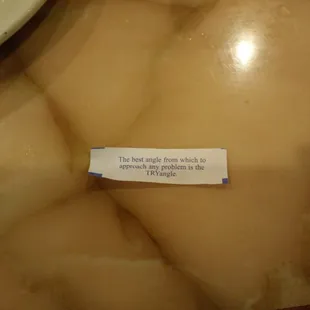 The best angle from which to
approach any problem is the
TRYangle.